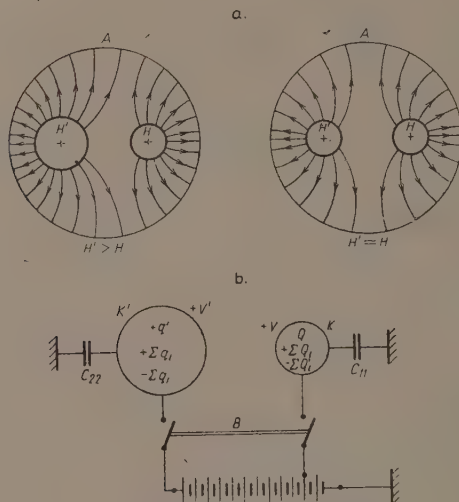 a.
A A
H' H H' H
+ + + +
H' > H H' = H
b.
K' +V' +V Q K
+q' +ΣQ₁
+Σq₁ -ΣQ₁
-Σq₁
C₂₂ C₁₁
B